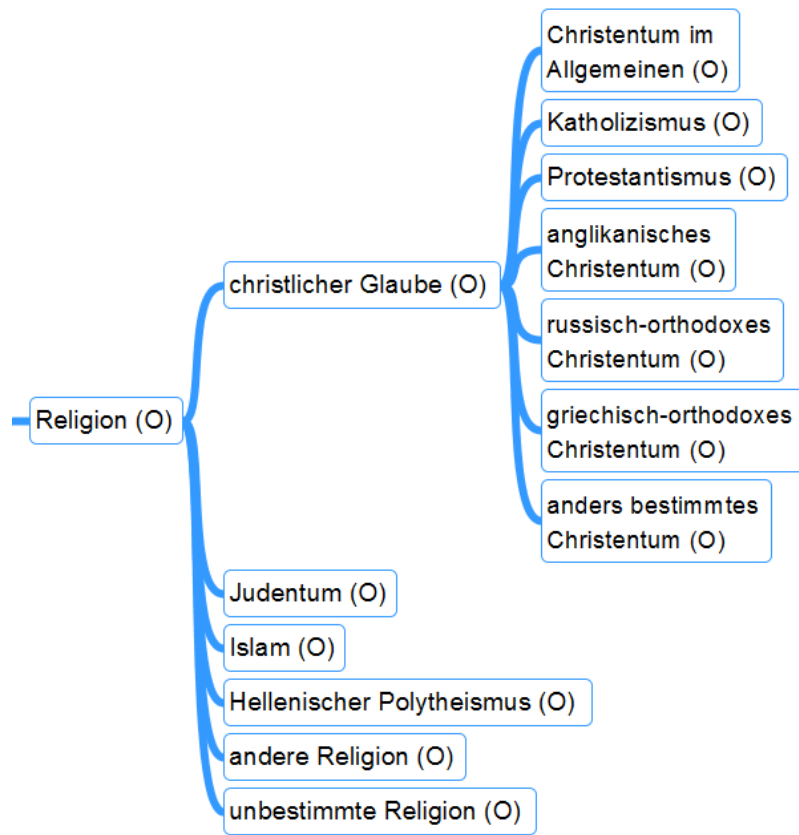 Christentum im
Allgemeinen (O)
Katholizismus (O)
Protestantismus (O)
anglikanisches
Christentum (O)
christlicher Glaube (O)
russisch-orthodoxes
Christentum (O)
Religion (O)
griechisch-orthodoxes
Christentum (O)
anders bestimmtes
Christentum (O)
Judentum (O)
Islam (O)
Hellenischer Polytheismus (O)
andere Religion (O)
unbestimmte Religion (O)